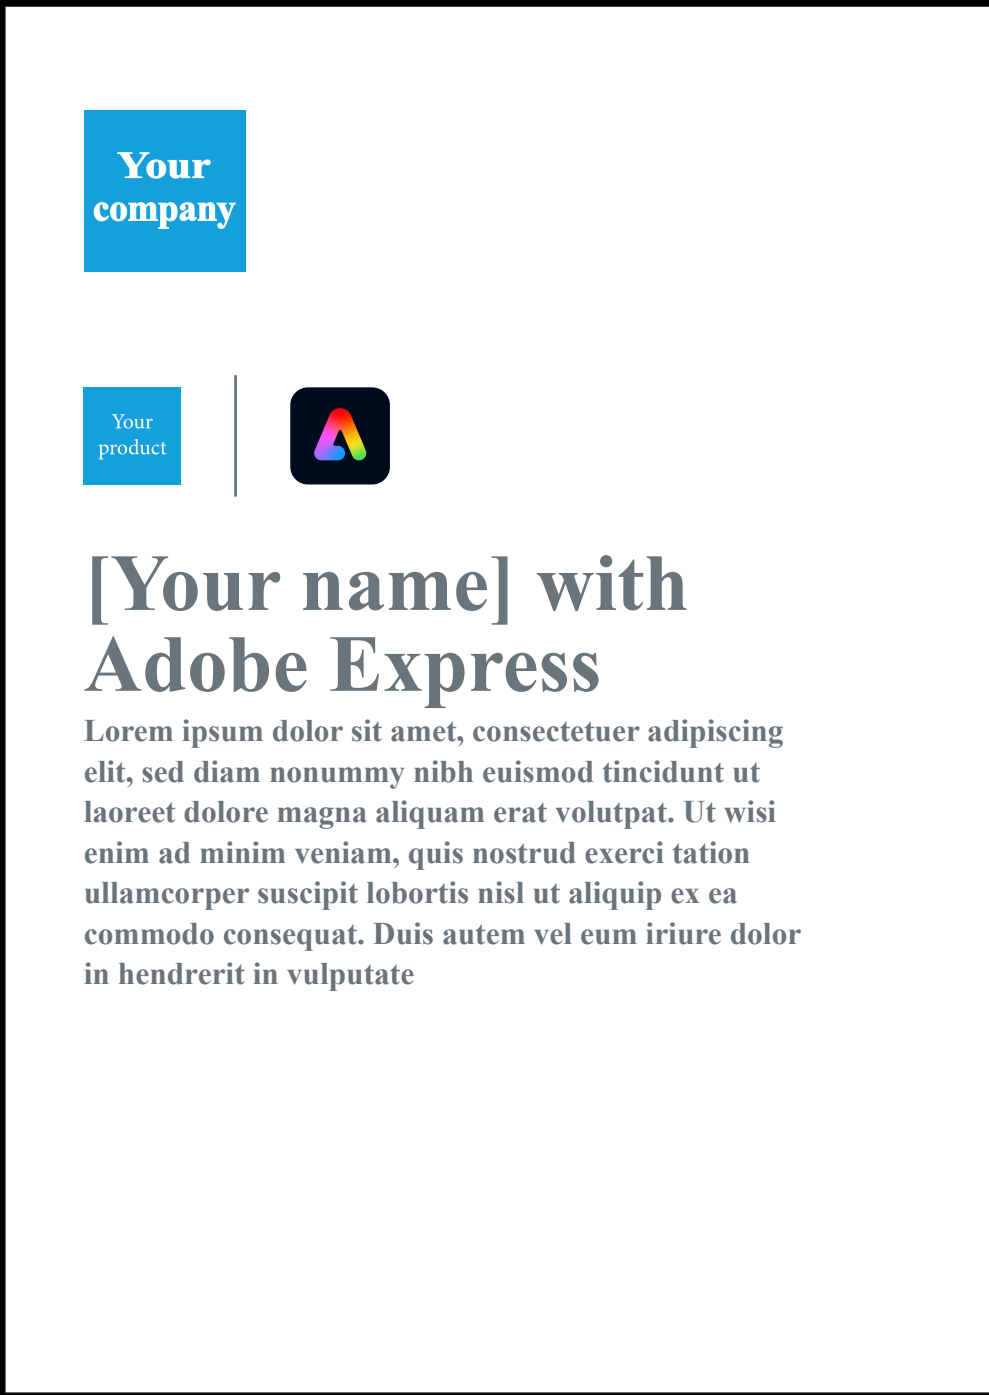 Your
company
Your
product
[Your name] with
Adobe Express
Lorem ipsum dolor sit amet, consectetuer adipiscing
elit, sed diam nonummy nibh euismod tincidunt ut
laoreet dolore magna aliquam erat volutpat. Ut wisi
enim ad minim veniam, quis nostrud exerci tation
ullamcorper suscipit lobortis nisl ut aliquip ex ea
commodo consequat. Duis autem vel eum iriure dolor
in hendrerit in vulputate